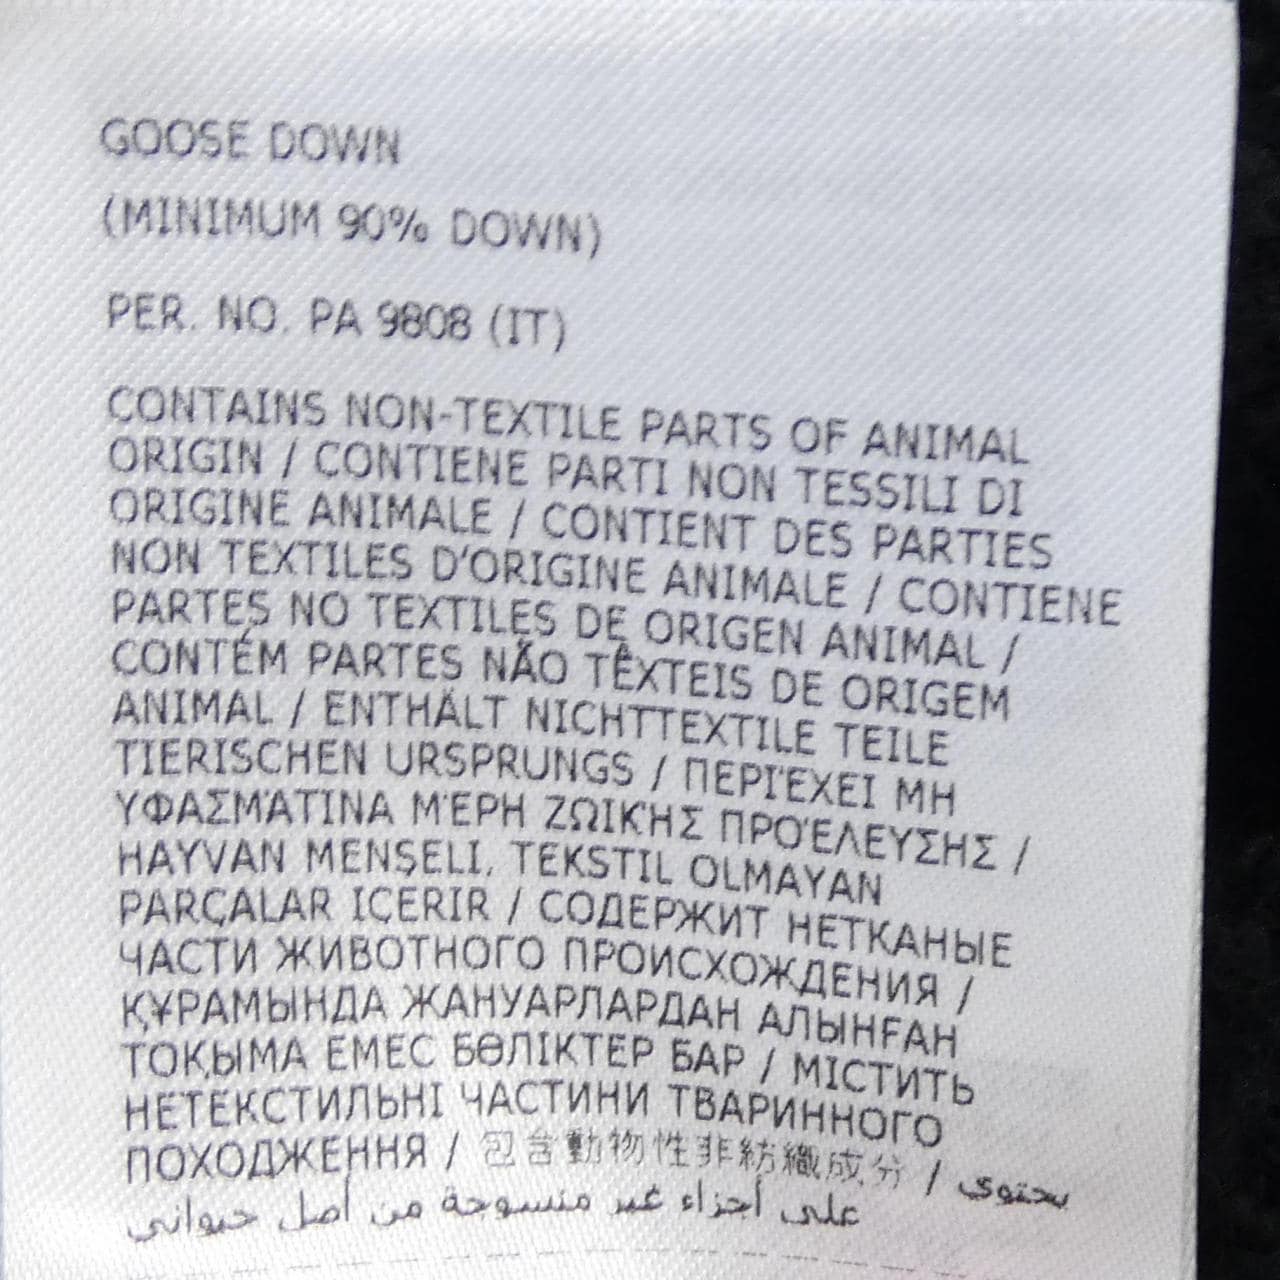 GOOSE DOWN
(MINIMUM 90% DOWN)
PER. NO. PA 9808 (IT)
CONTAINS NON-TEXTILE PARTS OF ANIMAL
ORIGIN / CONTIENE PARTI NON TESSILI DI
ORIGINE ANIMALE / CONTIENT DES PARTIES
NON TEXTILES D'ORIGINE ANIMALE / CONTIENE
PARTES NO TEXTILES DE ORIGEN ANIMAL /
CONTÉM PARTES NÃO TÊXTEIS DE ORIGEM
ANIMAL / ENTHÄLT NICHTTEXTILE TEILE
TIERISCHEN URSPRUNGS / ΠΕΡΙΈΧΕΙ ΜΗ
ΥΦΑΣΜΆΤΙΝΑ ΜΈΡΗ ΖΩΙΚΉΣ ΠΡΟΈΛΕΥΣΗΣ /
HAYVAN MENŞELI, TEKSTIL OLMAYAN
PARÇALAR IÇERIR / СОДЕРЖИТ НЕТКАНЫЕ
ЧАСТИ ЖИВОТНОГО ПРОИСХОЖДЕНИЯ /
ҚҰРАМЫНДА ЖАНУАРЛАРДАН АЛЫНҒАН
ТОҚЫМА ЕМЕС БӨЛІКТЕР БАР / МІСТИТЬ
НЕТЕКСТИЛЬНІ ЧАСТИНИ ТВАРИННОГО
ПОХОДЖЕННЯ / 包含動物性非紡織成分 / يحتوي
على أجزاء غير منسوجة من أصل حيواني